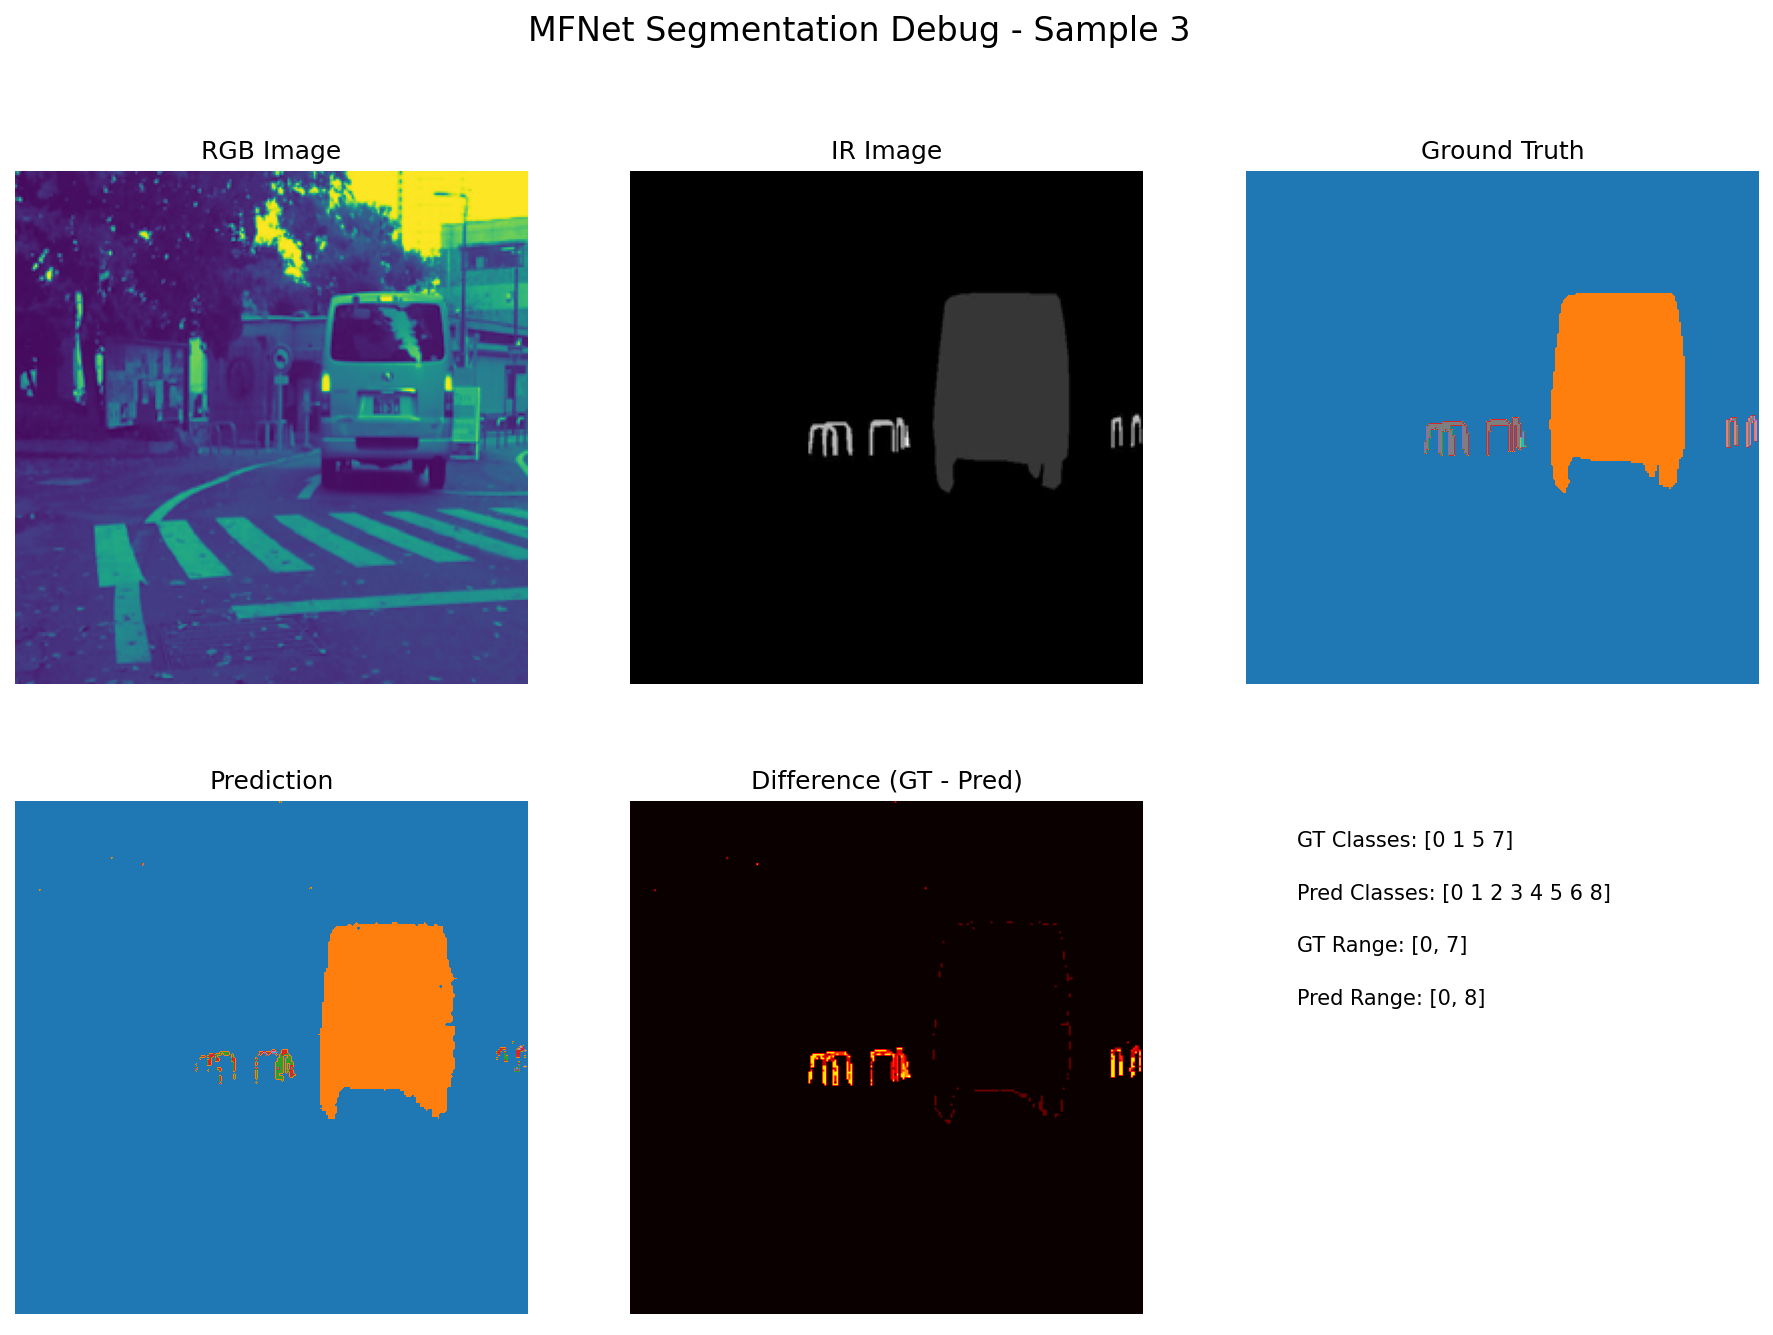 MFNet Segmentation Debug - Sample 3
RGB Image
IR Image
Ground Truth
Prediction
Difference (GT - Pred)
GT Classes: [0 1 5 7]
Pred Classes: [0 1 2 3 4 5 6 8]
GT Range: [0, 7]
Pred Range: [0, 8]